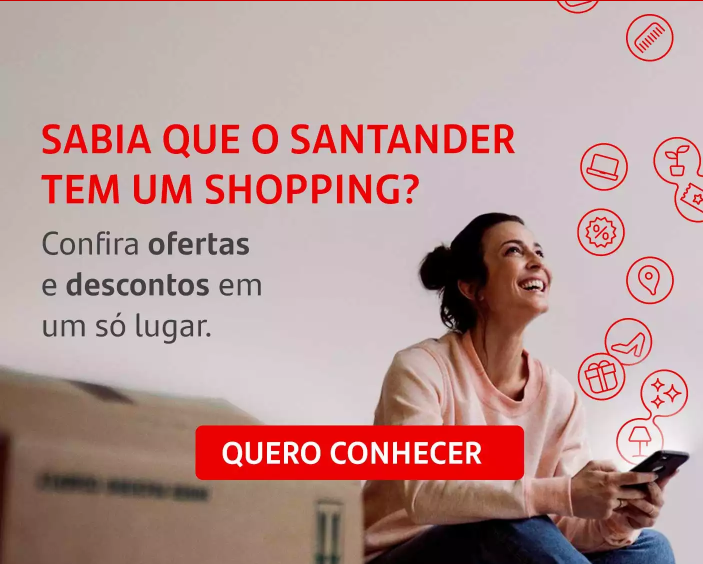 SABIA QUE O SANTANDER
TEM UM SHOPPING?
Confira ofertas
e descontos em
um só lugar.
QUERO CONHECER